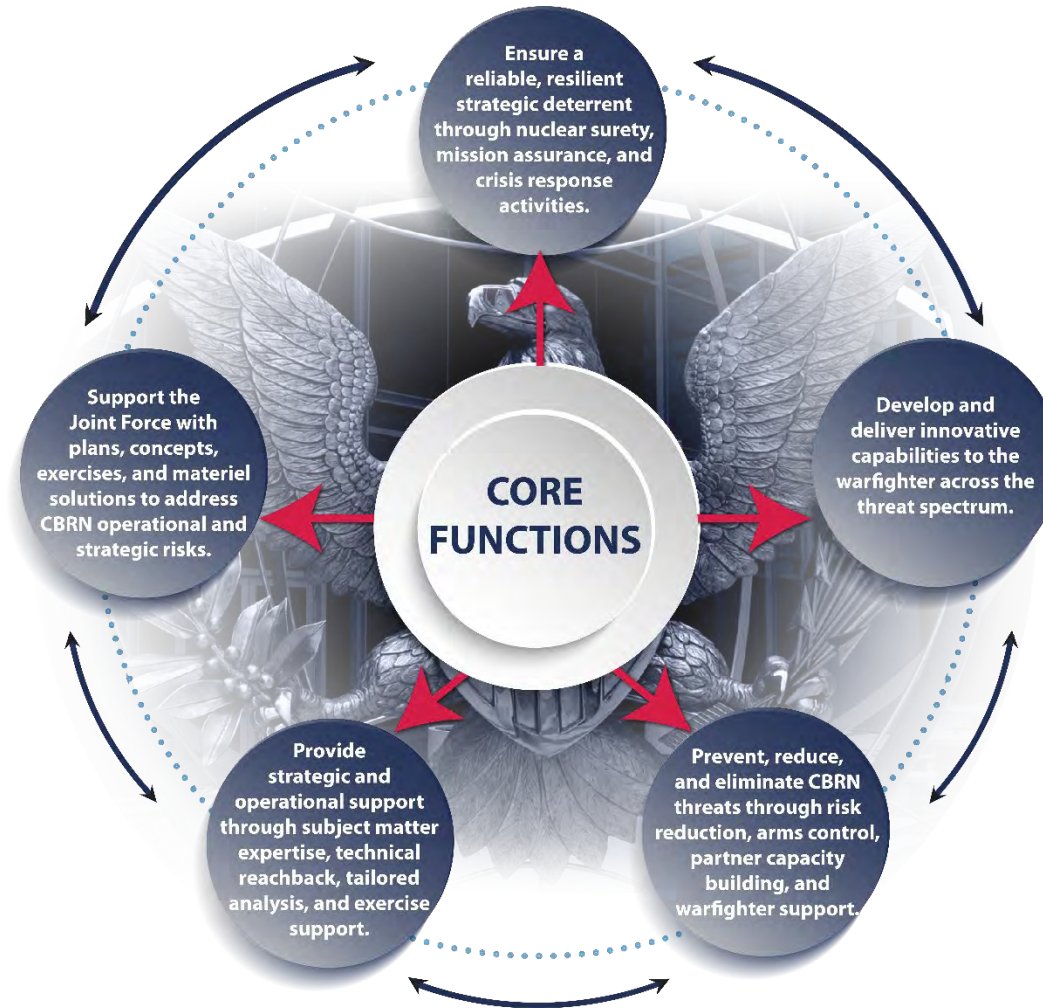 Ensure a
reliable, resilient
strategic deterrent
through nuclear surety,
mission assurance, and
crisis response
activities.
Support the
Joint Force with
plans, concepts,
exercises, and materiel
solutions to address
CBRN operational and
strategic risks.
CORE
FUNCTIONS
Develop and
deliver innovative
capabilities to the
warfighter across the
threat spectrum.
Provide
strategic and
operational support
through subject matter
expertise, technical
reachback, tailored
analysis, and exercise
support.
Prevent, reduce,
and eliminate CBRN
threats through risk
reduction, arms control,
partner capacity
building, and
warfighter support.